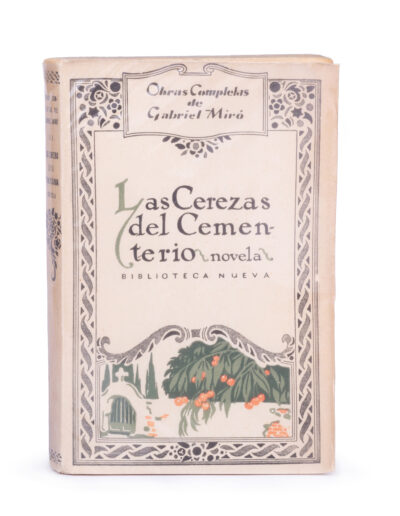 Obras Completas
de
Gabriel Miró
Las Cerezas
del Cemen-
terio novela
BIBLIOTECA NUEVA